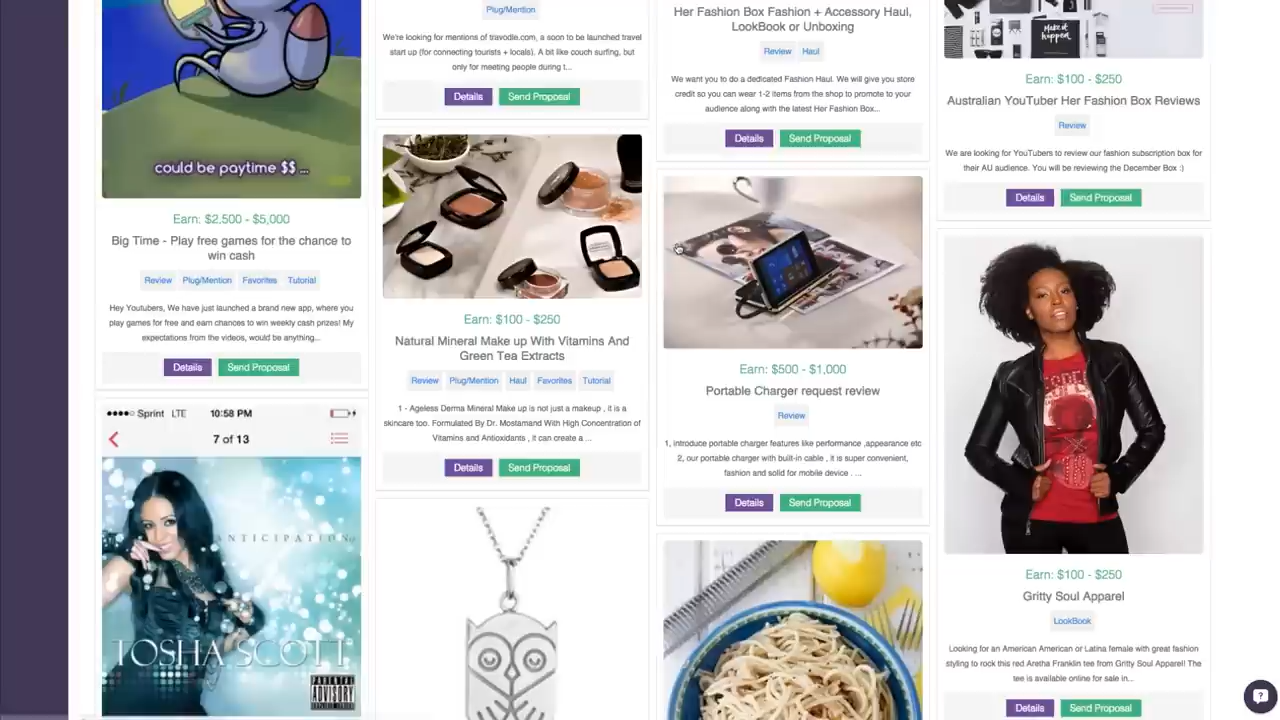 could be paytime $$...
Earn: $2,500 - $5,000
Big Time - Play free games for the chance to
win cash
Review Plug/Mention Favorites Tutorial
Hey Youtubers, We have just launched a brand new app, where you
play games for free and earn chances to win weekly cash prizes! My
expectations from the videos, would be anything...
Details Send Proposal
Sprint LTE 10:58 PM
7 of 13
ANTICIPATION
TOSHA SCOTT
PARENTAL
ADVISORY
Plug/Mention
We're looking for mentions of travodie.com, a soon to be launched travel
start up (for connecting tourists + locals). A bit like couch surfing, but
only for meeting people during t...
Details Send Proposal
Earn: $100 - $250
Natural Mineral Make up With Vitamins And
Green Tea Extracts
Review Plug/Mention Haul Favorites Tutorial
1 - Ageless Derma Mineral Make up is not just a makeup , it is a
skincare too. Formulated By Dr. Mostamand With High Concentration of
Vitamins and Antioxidants , it can create a ...
Details Send Proposal
Her Fashion Box Fashion + Accessory Haul,
LookBook or Unboxing
Review Haul
We want you to do a dedicated Fashion Haul. We will give you store
credit so you can wear 1-2 items from the shop to promote to your
audience along with the latest Her Fashion Box...
Details Send Proposal
Earn: $500 - $1,000
Portable Charger request review
Review
1, introduce portable charger features like performance ,appearance etc
2, our portable charger with built-in cable , it is super convenient,
fashion and solid for mobile device . ...
Details Send Proposal
Make it
happen
Earn: $100 - $250
Australian YouTuber Her Fashion Box Reviews
Review
We are looking for YouTubers to review our fashion subscription box for
their AU audience. You will be reviewing the December Box :)
Details Send Proposal
Earn: $100 - $250
Gritty Soul Apparel
LookBook
Looking for an American American or Latina female with great fashion
styling to rock this red Aretha Franklin tee from Gritty Soul Apparel! The
tee is available online for sale in...
Details Send Proposal